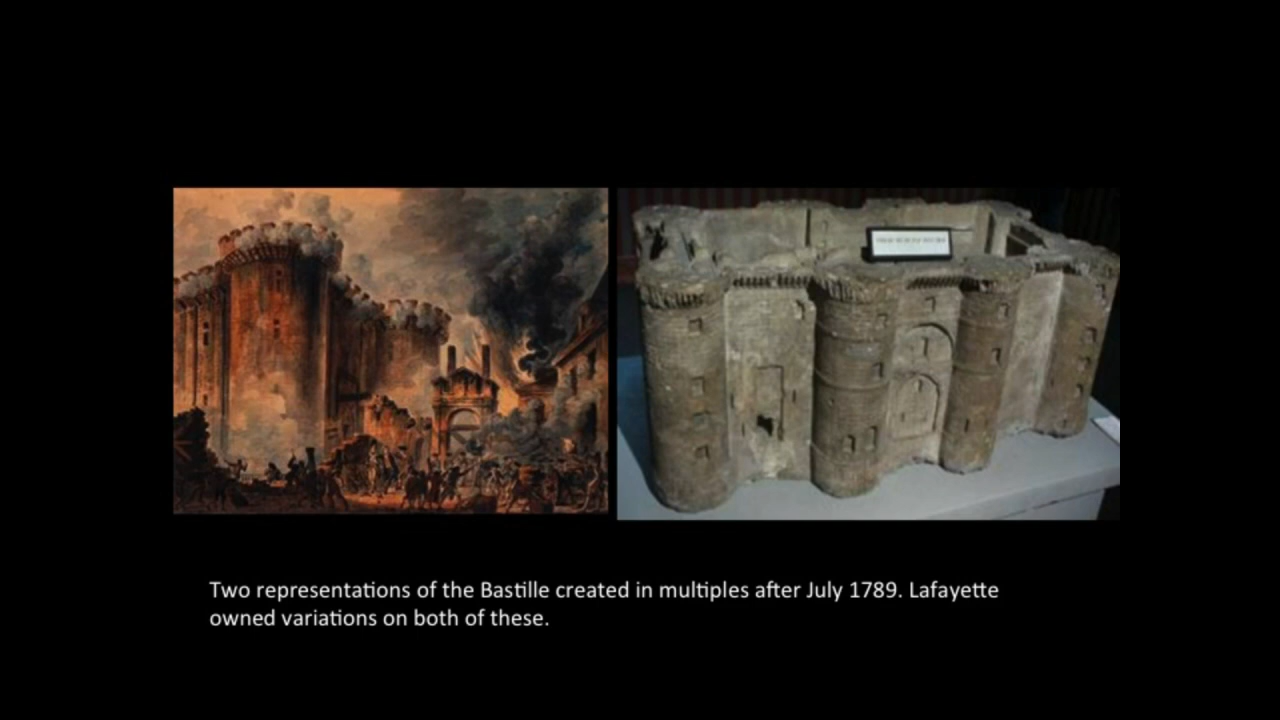 Two representations of the Bastille created in multiples after July 1789. Lafayette
owned variations on both of these.